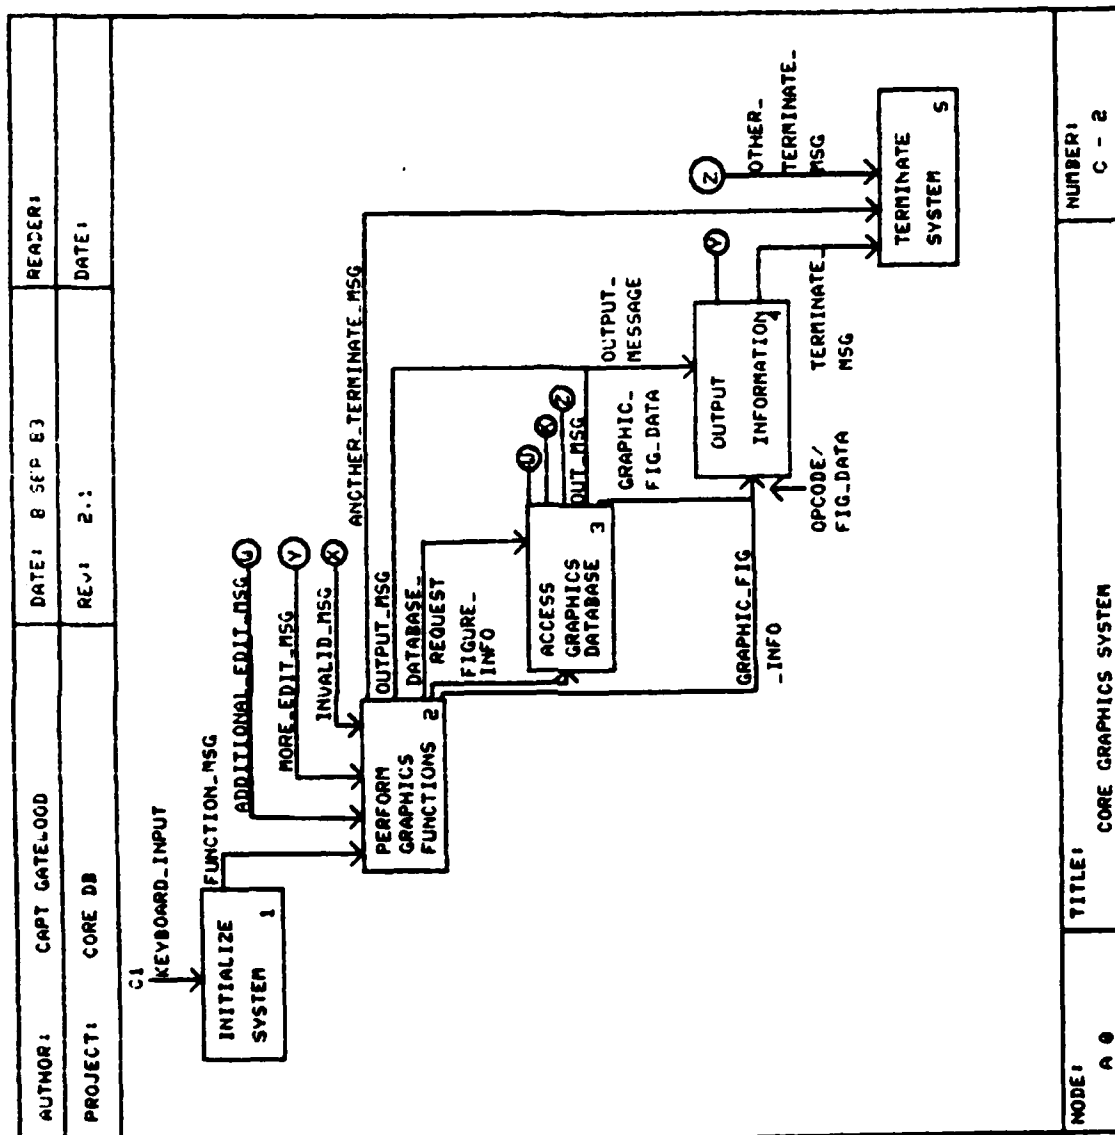 AUTHOR: CAPT GATEWOOD
DATE: 8 SEP 83
READER:
PROJECT: CORE DB
REV: 2.1
DATE:
C1
KEYBOARD_INPUT
INITIALIZE
SYSTEM
1
FUNCTION_MSG
ADDITIONAL_EDIT_MSG
W
MORE_EDIT_MSG
Y
INVALID_MSG
X
PERFORM
GRAPHICS
FUNCTIONS
2
ANOTHER_TERMINATE_MSG
OUTPUT_MSG
DATABASE_
REQUEST
FIGURE_
INFO
ACCESS
GRAPHICS
DATABASE
3
X
Z
OUT_MSG
GRAPHIC_
FIG_DATA
OUTPUT_
MESSAGE
GRAPHIC_FIG
_INFO
OUTPUT
INFORMATION
4
Y
OPCODE/
FIG_DATA
TERMINATE_
MSG
Z
OTHER_
TERMINATE_
MSG
TERMINATE
SYSTEM
5
NODE:
A 0
TITLE:
CORE GRAPHICS SYSTEM
NUMBER:
C - 2